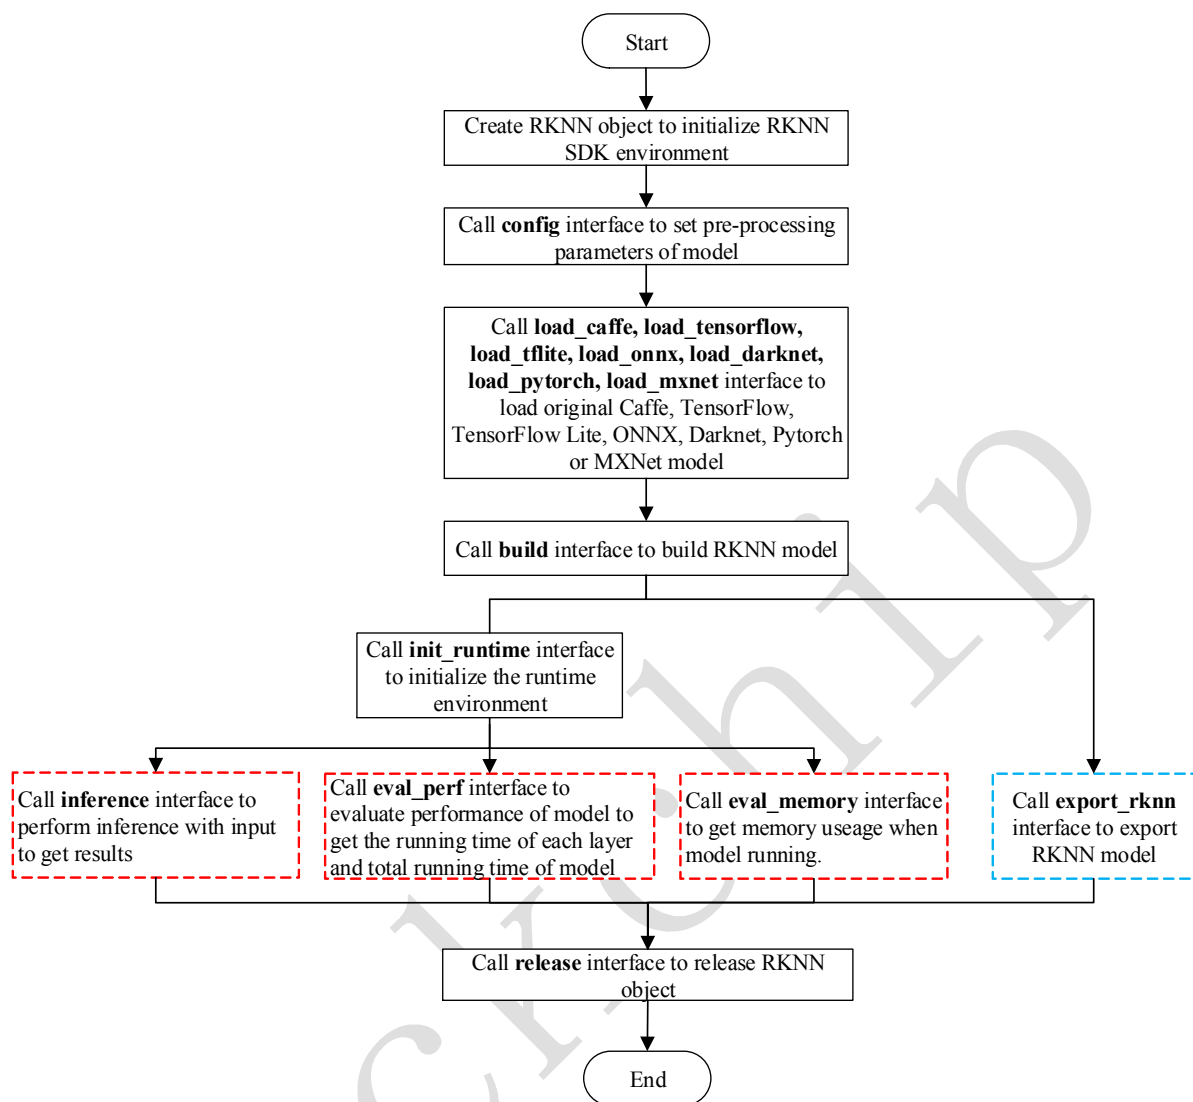 Start
Create RKNN object to initialize RKNN
SDK environment
Call config interface to set pre-processing
parameters of model
Call load_caffe, load_tensorflow,
load_tflite, load_onnx, load_darknet,
load_pytorch, load_mxnet interface to
load original Caffe, TensorFlow,
TensorFlow Lite, ONNX, Darknet, Pytorch
or MXNet model
Call build interface to build RKNN model
Call init_runtime interface
to initialize the runtime
environment
Call inference interface to
perform inference with input
to get results
Call eval_perf interface to
evaluate performance of model to
get the running time of each layer
and total running time of model
Call eval_memory interface
to get memory useage when
model running.
Call export_rknn
interface to export
RKNN model
Call release interface to release RKNN
object
End
ckchip